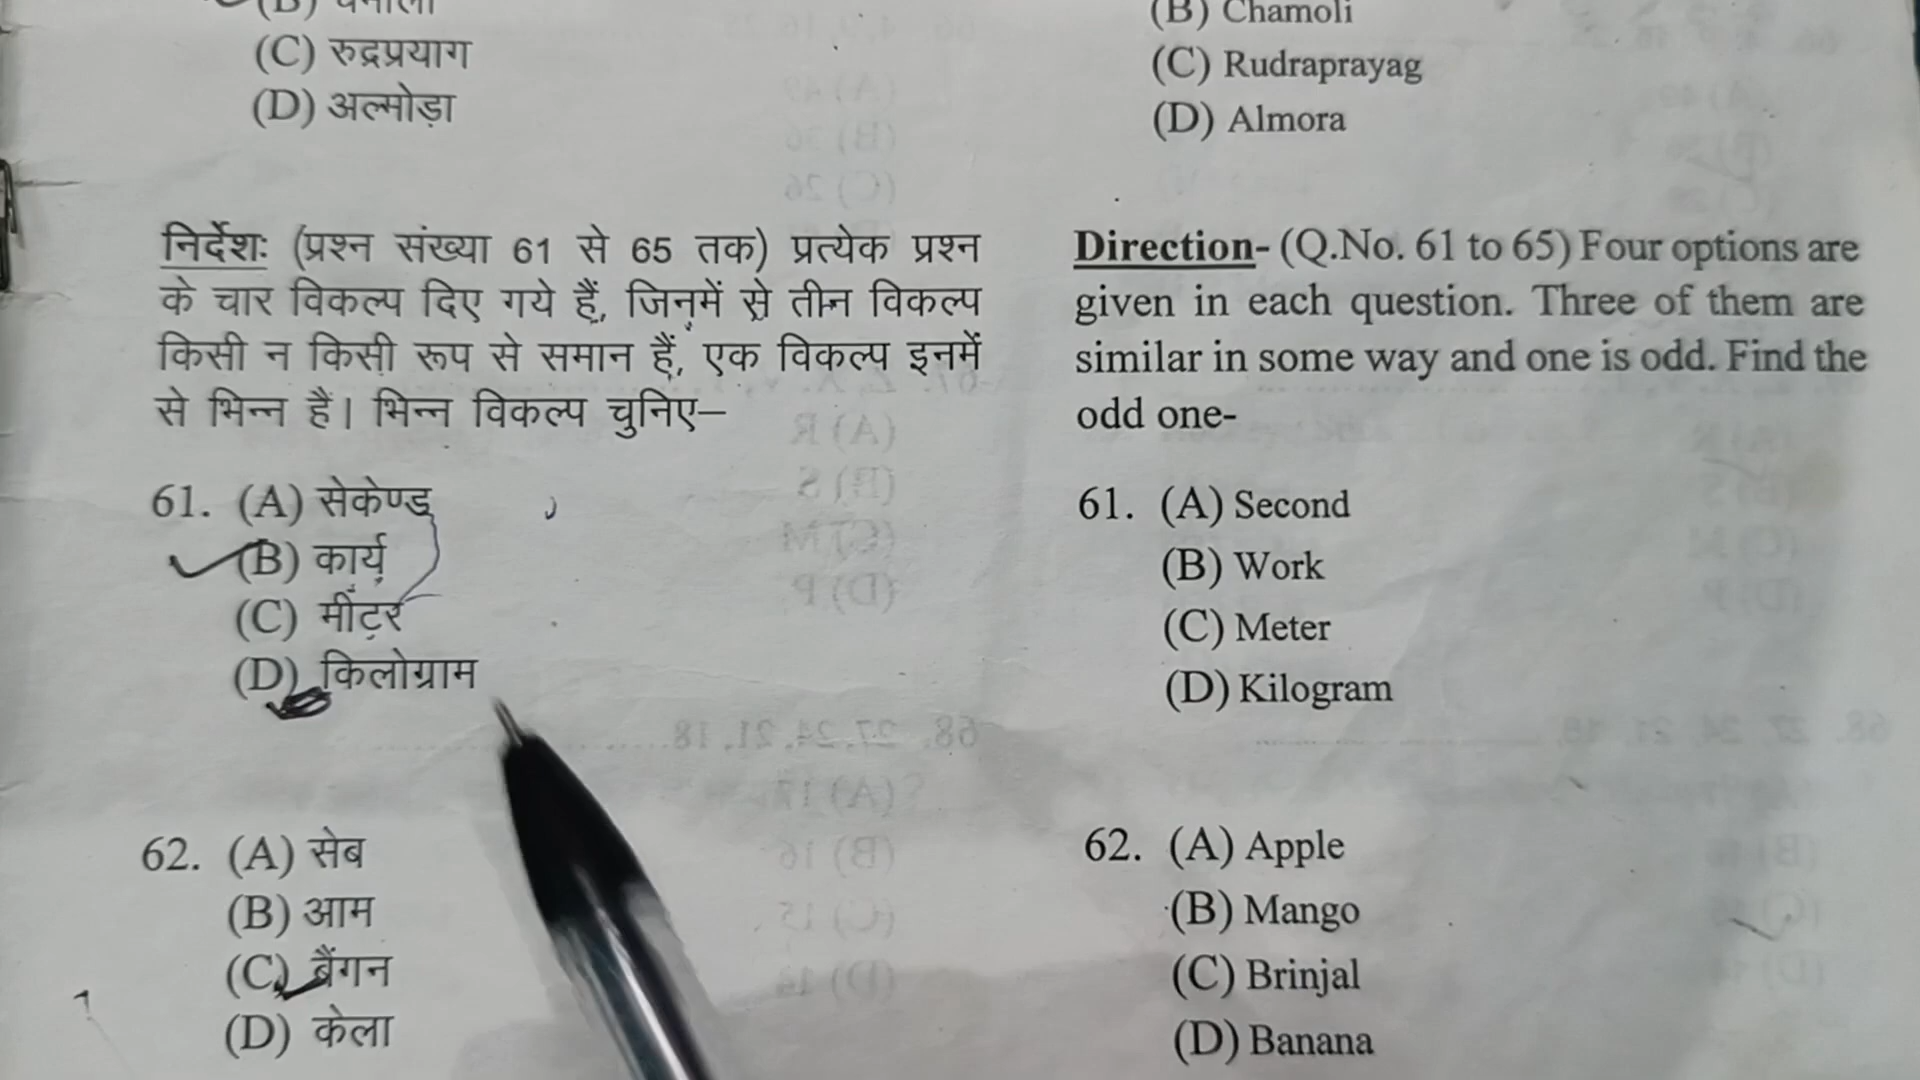 (C) रुद्रप्रयाग
(D) अल्मोड़ा
निर्देशः (प्रश्न संख्या 61 से 65 तक) प्रत्येक प्रश्न
के चार विकल्प दिए गये हैं, जिनमें से तीन विकल्प
किसी न किसी रूप से समान हैं, एक विकल्प इनमें
से भिन्न है। भिन्न विकल्प चुनिए–
61. (A) सेकेण्ड
(B) कार्य
(C) मीटर
(D) किलोग्राम
62. (A) सेब
(B) आम
(C) बैंगन
(D) केला
(B) Chamoli
(C) Rudraprayag
(D) Almora
Direction- (Q.No. 61 to 65) Four options are
given in each question. Three of them are
similar in some way and one is odd. Find the
odd one-
61. (A) Second
(B) Work
(C) Meter
(D) Kilogram
62. (A) Apple
(B) Mango
(C) Brinjal
(D) Banana